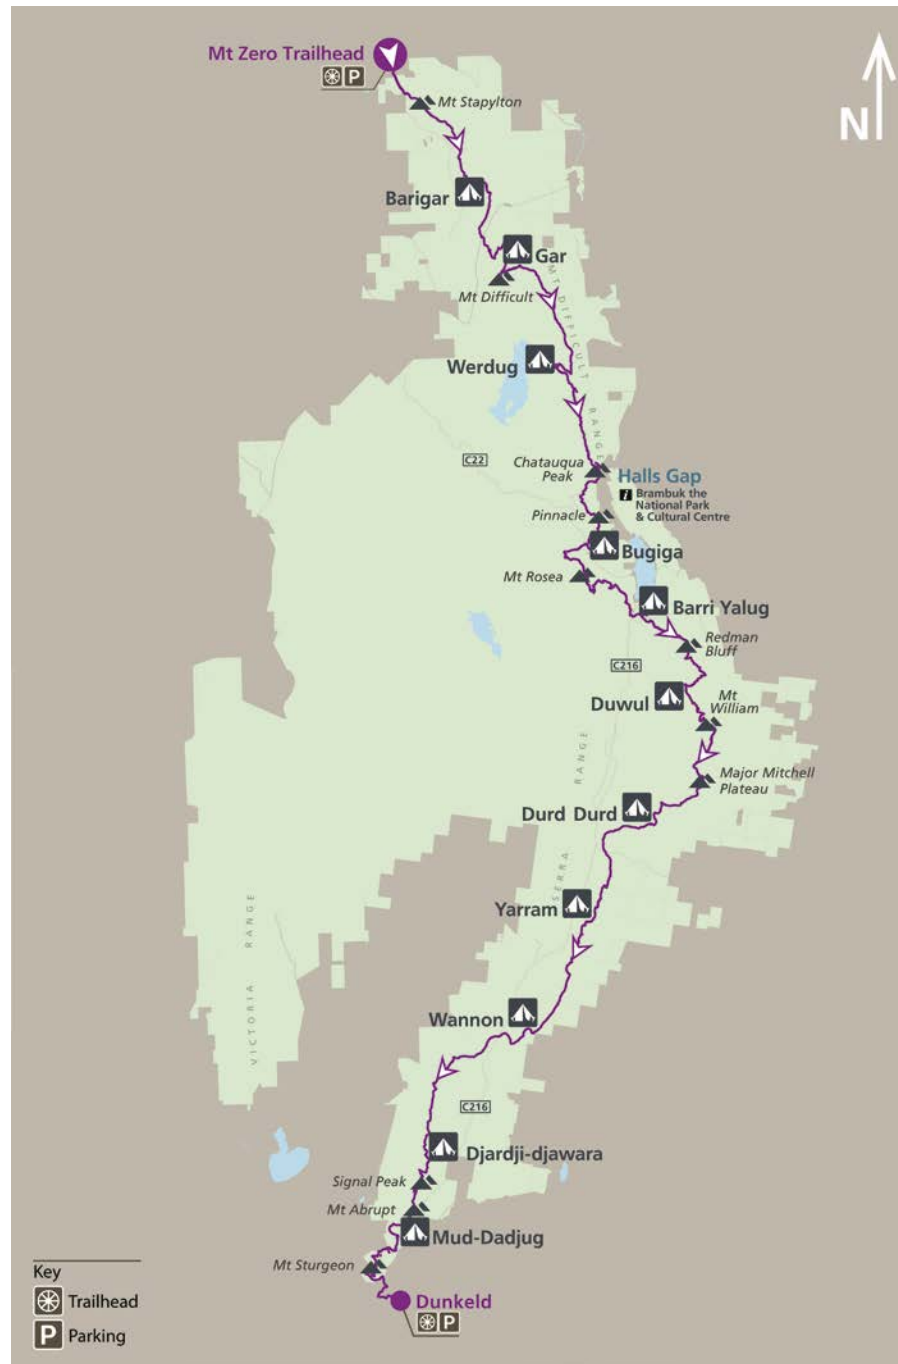 Mt Zero Trailhead
P
N
Mt Stapylton
Barigar
Gar
Mt Difficult
MT DIFFICULT RANGE
Werdug
C22
Chatauqua
Peak
Halls Gap
i Brambuk the
National Park
& Cultural Centre
Pinnacle
Bugiga
Mt Rosea
Barri Yalug
Redman
Bluff
C216
Duwul
Mt
William
Major Mitchell
Plateau
Durd Durd
SERRA RANGE
Yarram
VICTORIA RANGE
Wannon
C216
Djardji-djawara
Signal Peak
Mt Abrupt
Mud-Dadjug
Mt Sturgeon
Dunkeld
P
Key
Trailhead
P Parking